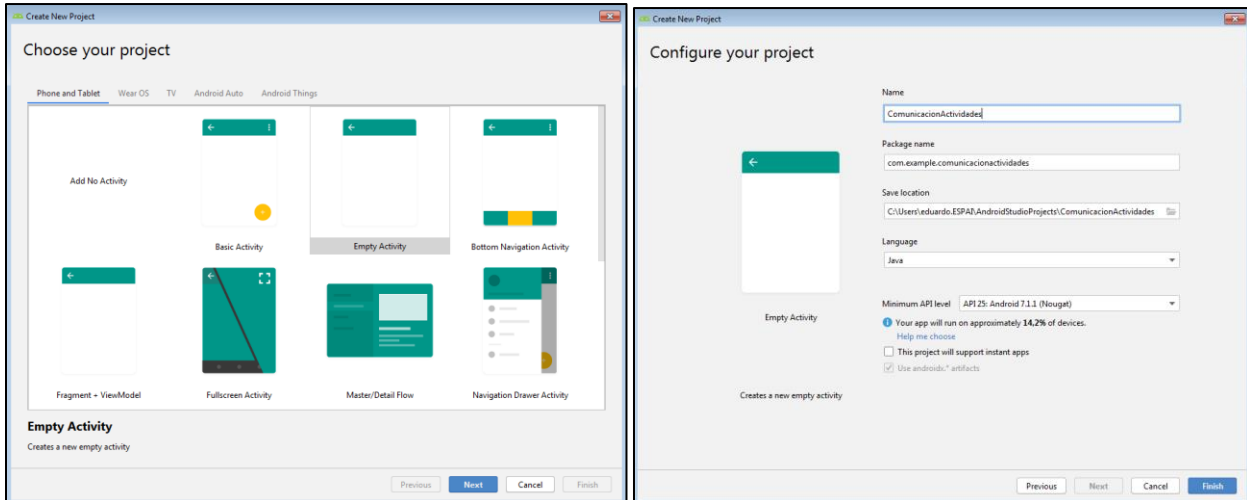 Create New Project
Choose your project
Phone and Tablet Wear OS TV Android Auto Android Things
Add No Activity
Basic Activity
Empty Activity
Bottom Navigation Activity
Fragment + ViewModel
Fullscreen Activity
Master/Detail Flow
Navigation Drawer Activity
Empty Activity
Creates a new empty activity
Previous Next Cancel Finish
Create New Project
Configure your project
Name
ComunicacionActividades
Package name
com.example.comunicacionactividades
Save location
C:\Users\eduardo.ESPAI\AndroidStudioProjects\ComunicacionActividades
Language
Java
Minimum API level API 25: Android 7.1.1 (Nougat)
Your app will run on approximately 14,2% of devices.
Help me choose
This project will support instant apps
Use androidx.* artifacts
Empty Activity
Creates a new empty activity
Previous Next Cancel Finish